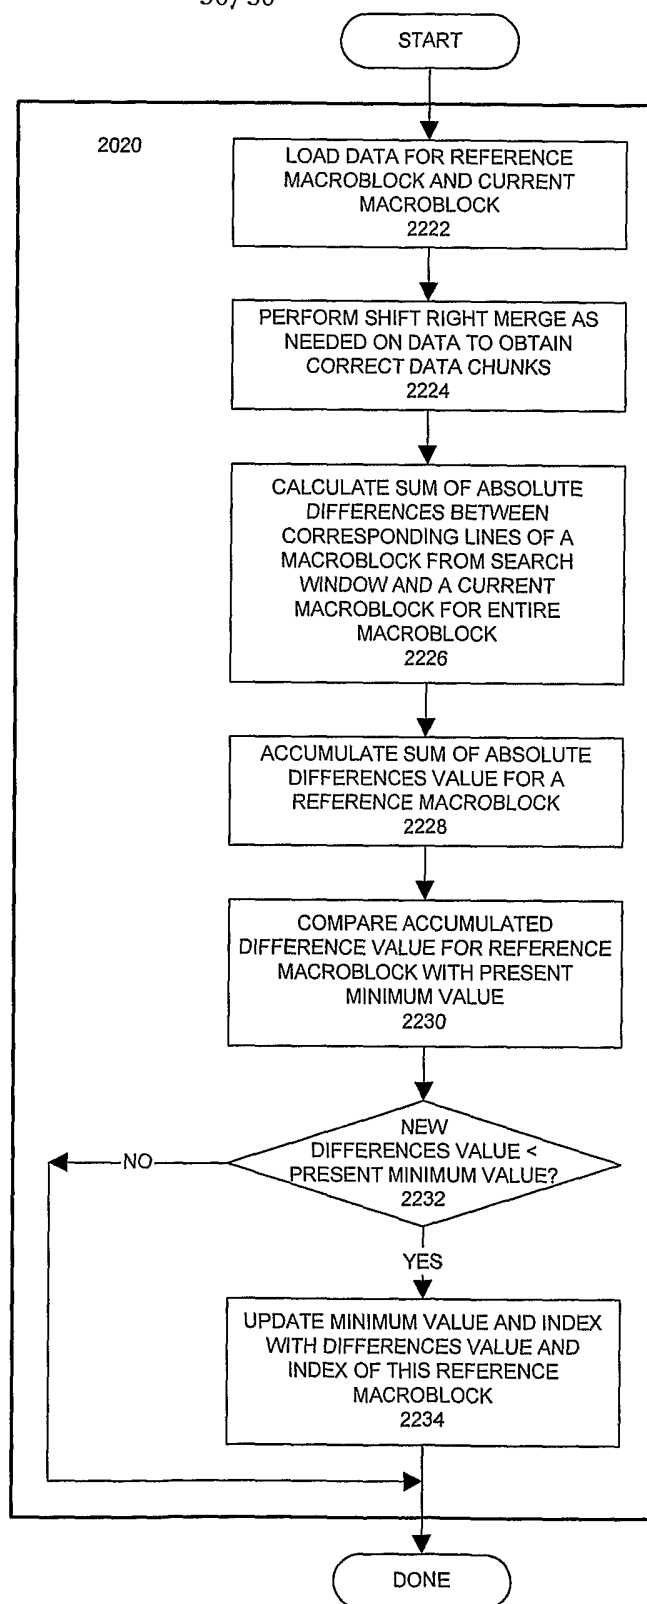 START
2020
LOAD DATA FOR REFERENCE
MACROBLOCK AND CURRENT
MACROBLOCK
2222
PERFORM SHIFT RIGHT MERGE AS
NEEDED ON DATA TO OBTAIN
CORRECT DATA CHUNKS
2224
CALCULATE SUM OF ABSOLUTE
DIFFERENCES BETWEEN
CORRESPONDING LINES OF A
MACROBLOCK FROM SEARCH
WINDOW AND A CURRENT
MACROBLOCK FOR ENTIRE
MACROBLOCK
2226
ACCUMULATE SUM OF ABSOLUTE
DIFFERENCES VALUE FOR A
REFERENCE MACROBLOCK
2228
COMPARE ACCUMULATED
DIFFERENCE VALUE FOR REFERENCE
MACROBLOCK WITH PRESENT
MINIMUM VALUE
2230
NEW
DIFFERENCES VALUE <
PRESENT MINIMUM VALUE?
2232
NO
YES
UPDATE MINIMUM VALUE AND INDEX
WITH DIFFERENCES VALUE AND
INDEX OF THIS REFERENCE
MACROBLOCK
2234
DONE